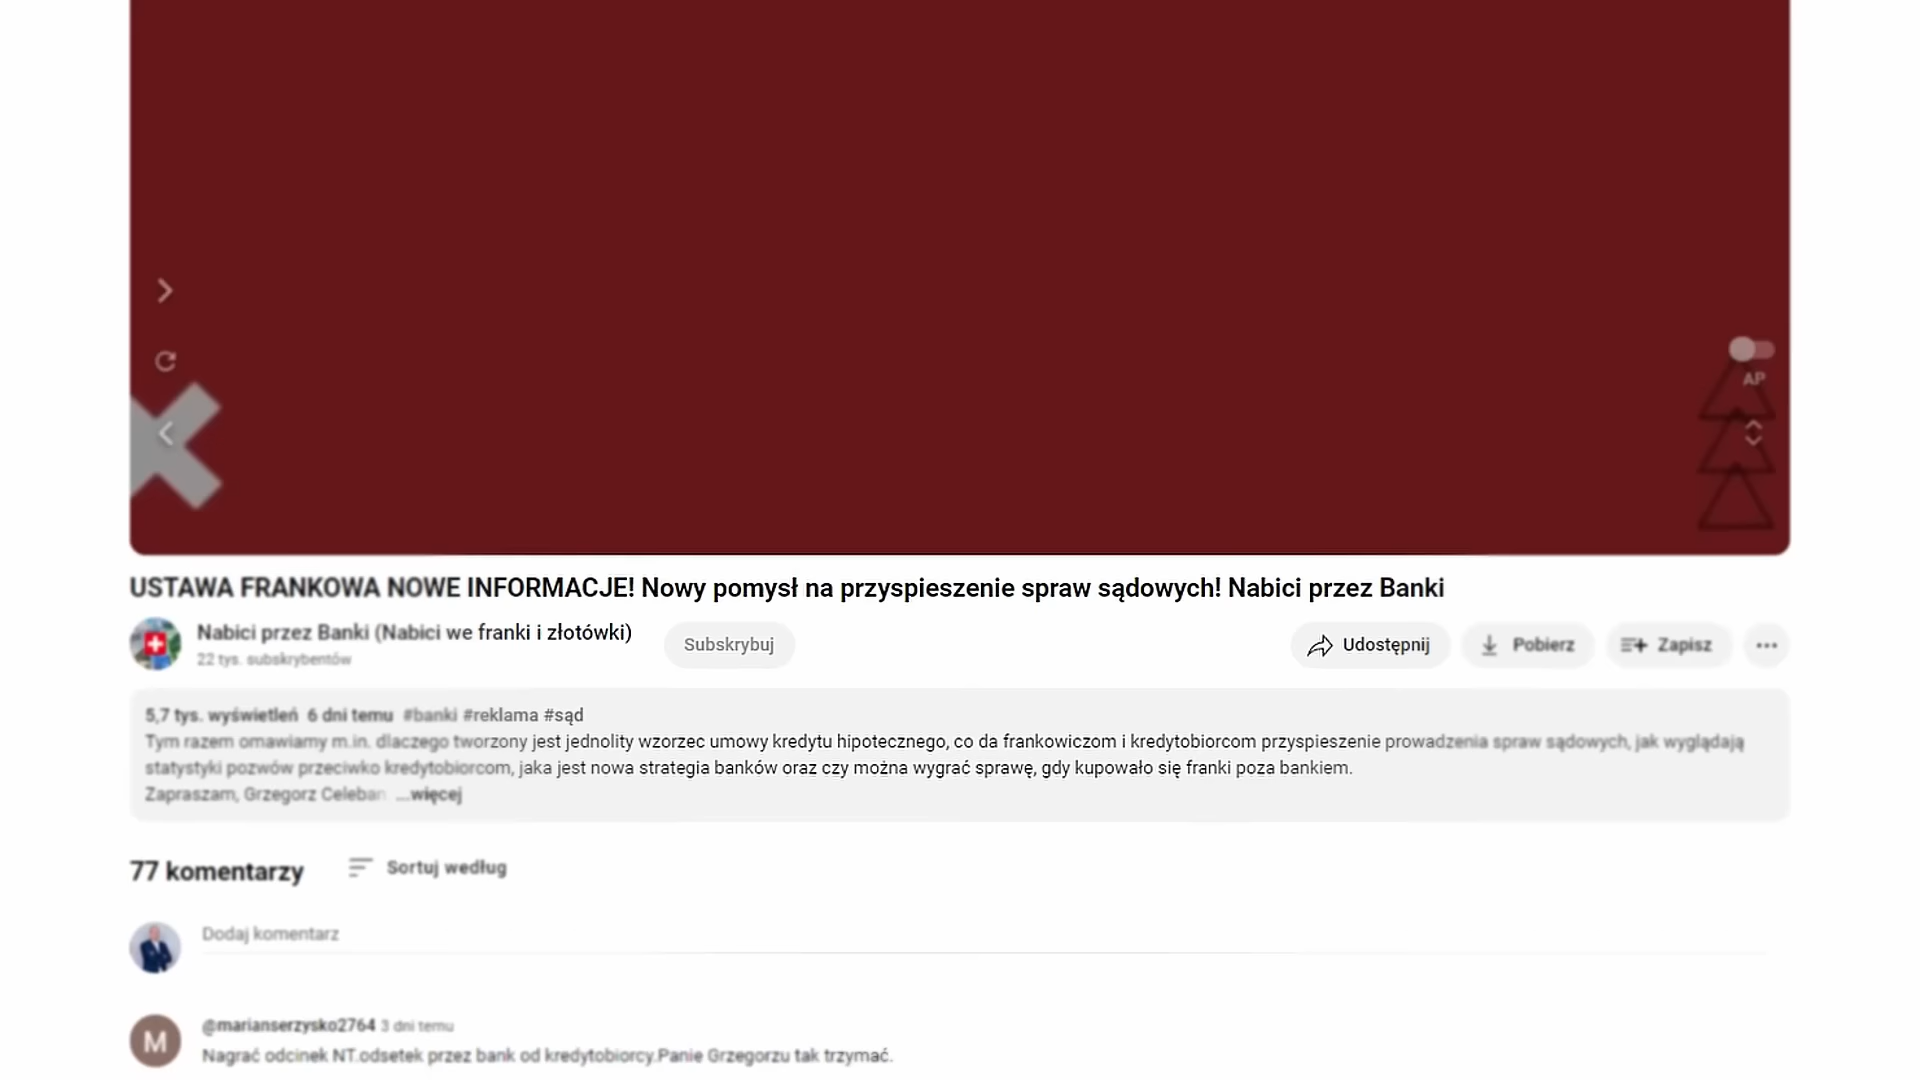 AP
USTAWA FRANKOWA NOWE INFORMACJE! Nowy pomysł na przyspieszenie spraw sądowych! Nabici przez Banki
Nabici przez Banki (Nabici we franki i złotówki)
22 tys. subskrybentów
Subskrybuj
Udostępnij
Pobierz
Zapisz
5,7 tys. wyświetleń 6 dni temu #banki #reklama #sąd
Tym razem omawiamy m.in. dlaczego tworzony jest jednolity wzorzec umowy kredytu hipotecznego, co da frankowiczom i kredytobiorcom przyspieszenie prowadzenia spraw sądowych, jak wyglądają
statystyki pozwów przeciwko kredytobiorcom, jaka jest nowa strategia banków oraz czy można wygrać sprawę, gdy kupowało się franki poza bankiem.
Zapraszam, Grzegorz Celeban ...więcej
77 komentarzy
Sortuj według
Dodaj komentarz
M
@marianserzysko2764 3 dni temu
Nagrać odcinek NT.odsetek przez bank od kredytobiorcy.Panie Grzegorzu tak trzymać.